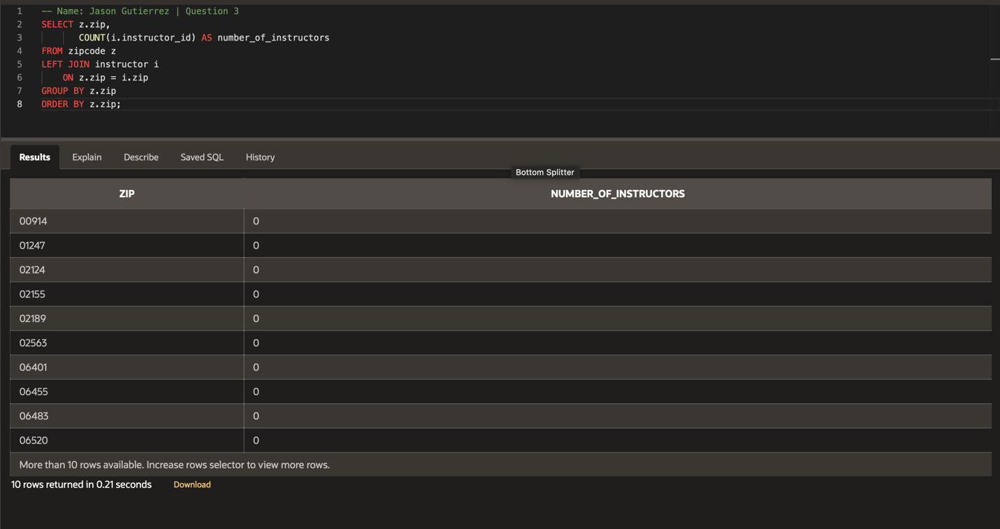 1 -- Name: Jason Gutierrez | Question 3
2 SELECT z.zip,
3 COUNT(i.instructor_id) AS number_of_instructors
4 FROM zipcode z
5 LEFT JOIN instructor i
6 ON z.zip = i.zip
7 GROUP BY z.zip
8 ORDER BY z.zip;
Results Explain Describe Saved SQL History
Bottom Splitter
ZIP NUMBER_OF_INSTRUCTORS
00914 0
01247 0
02124 0
02155 0
02189 0
02563 0
06401 0
06455 0
06483 0
06520 0
More than 10 rows available. Increase rows selector to view more rows.
10 rows returned in 0.21 seconds Download